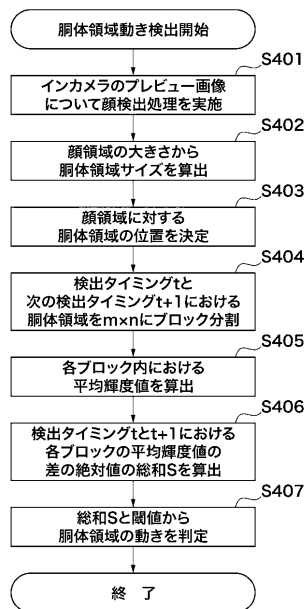 胴体領域動き検出開始
S401
インカメラのプレビュー画像
について顔検出処理を実施
S402
顔領域の大きさから
胴体領域サイズを算出
S403
顔領域に対する
胴体領域の位置を決定
S404
検出タイミングtと
次の検出タイミングt+1における
胴体領域をm×nにブロック分割
S405
各ブロック内における
平均輝度値を算出
S406
検出タイミングtとt+1における
各ブロックの平均輝度値の
差の絶対値の総和Sを算出
S407
総和Sと閾値から
胴体領域の動きを判定
終 了